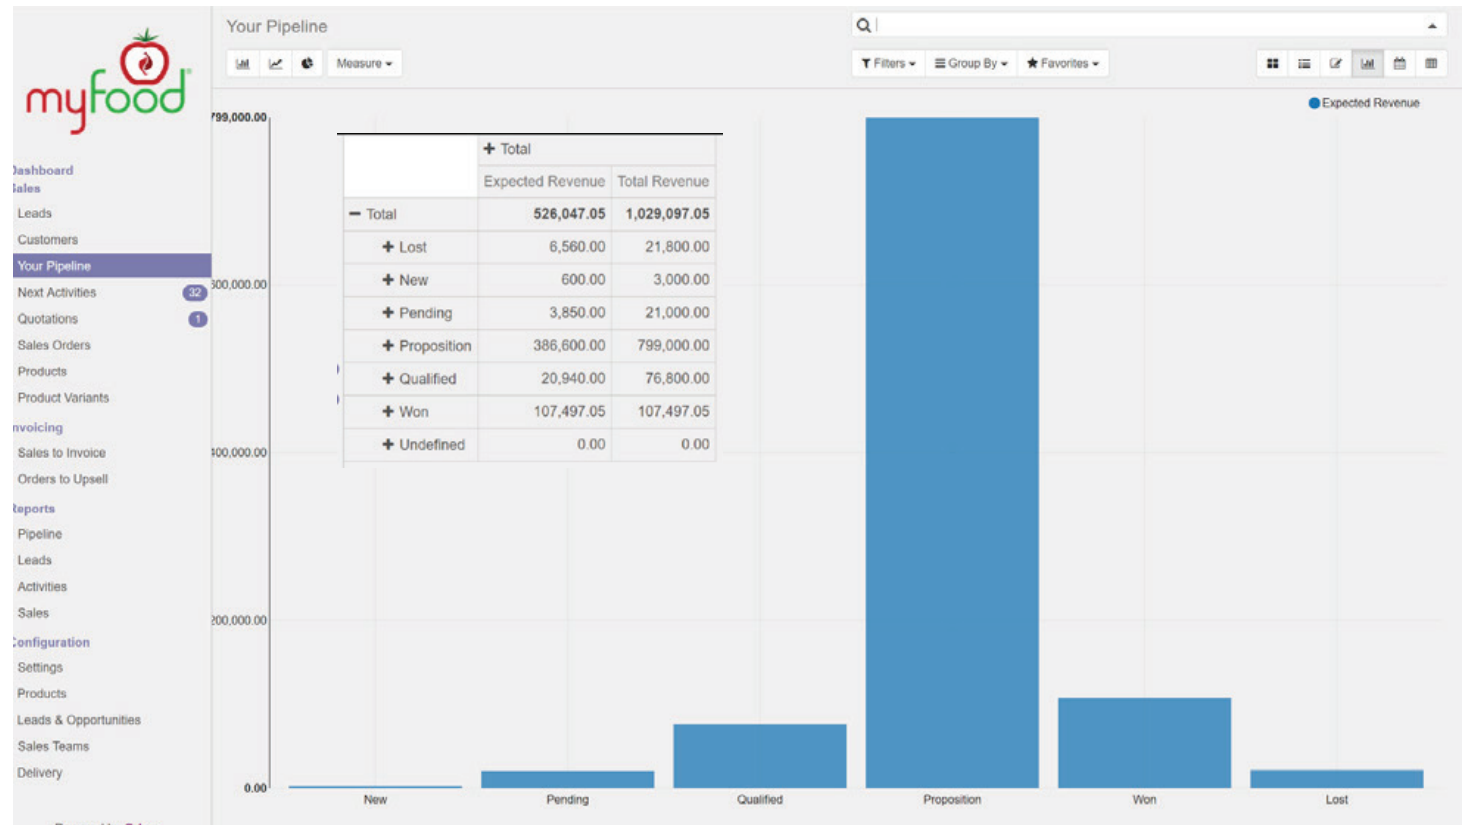 myfood
Dashboard
Sales
Leads
Customers
Your Pipeline
Next Activities 32
Quotations 1
Sales Orders
Products
Product Variants
Invoicing
Sales to Invoice
Orders to Upsell
Reports
Pipeline
Leads
Activities
Sales
Configuration
Settings
Products
Leads & Opportunities
Sales Teams
Delivery
Your Pipeline
Measure
Filters Group By Favorites
Expected Revenue
799,000.00
600,000.00
400,000.00
200,000.00
0.00
Total
Expected Revenue Total Revenue
Total 526,047.05 1,029,097.05
Lost 6,560.00 21,800.00
New 600.00 3,000.00
Pending 3,850.00 21,000.00
Proposition 386,600.00 799,000.00
Qualified 20,940.00 76,800.00
Won 107,497.05 107,497.05
Undefined 0.00 0.00
New Pending Qualified Proposition Won Lost